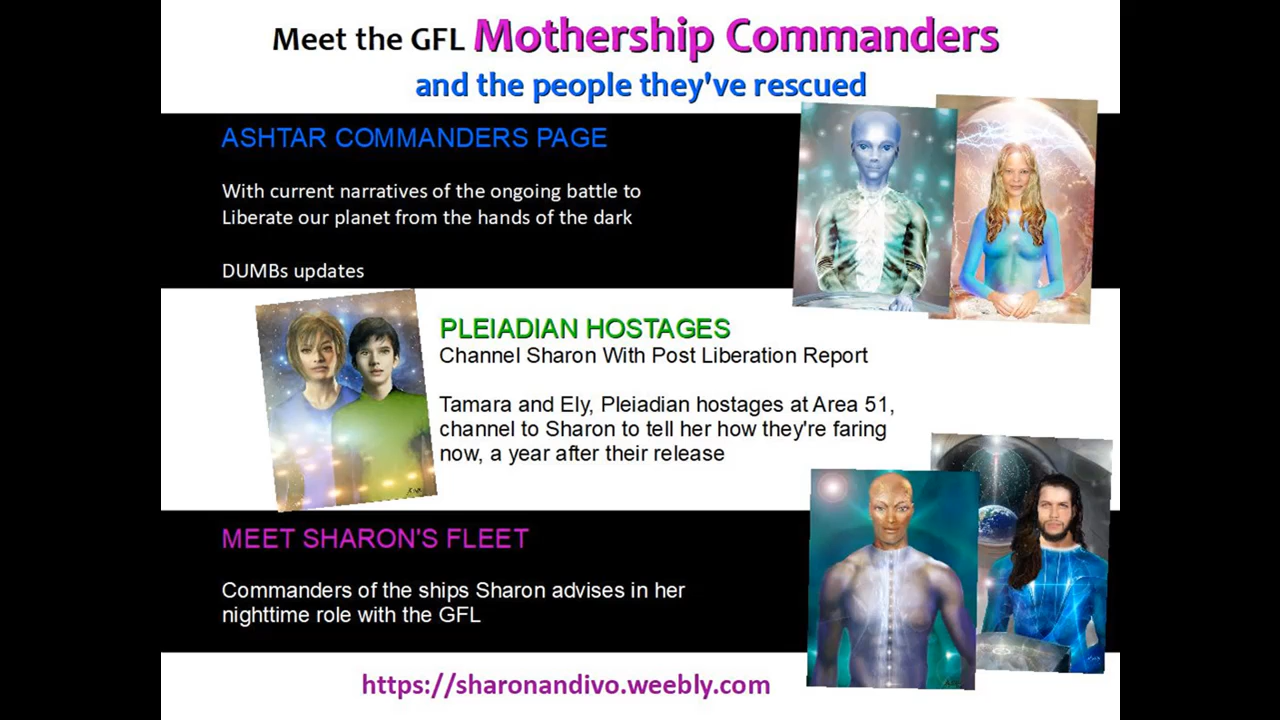 Meet the GFL Mothership Commanders
and the people they've rescued
ASHTAR COMMANDERS PAGE
With current narratives of the ongoing battle to
Liberate our planet from the hands of the dark
DUMBs updates
PLEIADIAN HOSTAGES
Channel Sharon With Post Liberation Report
Tamara and Ely, Pleiadian hostages at Area 51,
channel to Sharon to tell her how they're faring
now, a year after their release
MEET SHARON'S FLEET
Commanders of the ships Sharon advises in her
nighttime role with the GFL
https://sharonandivo.weebly.com